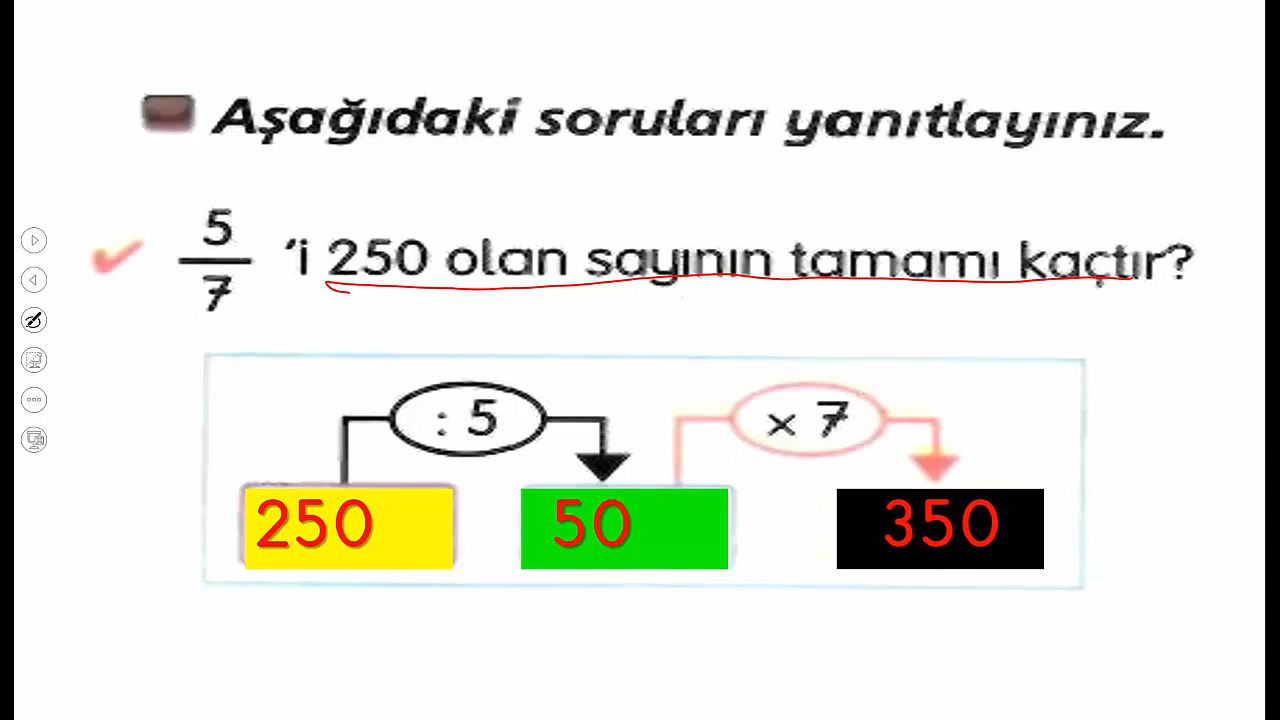 Aşağıdaki soruları yanıtlayınız.
5
7
'i 250 olan sayının tamamı kaçtır?
: 5
x 7
250
50
350